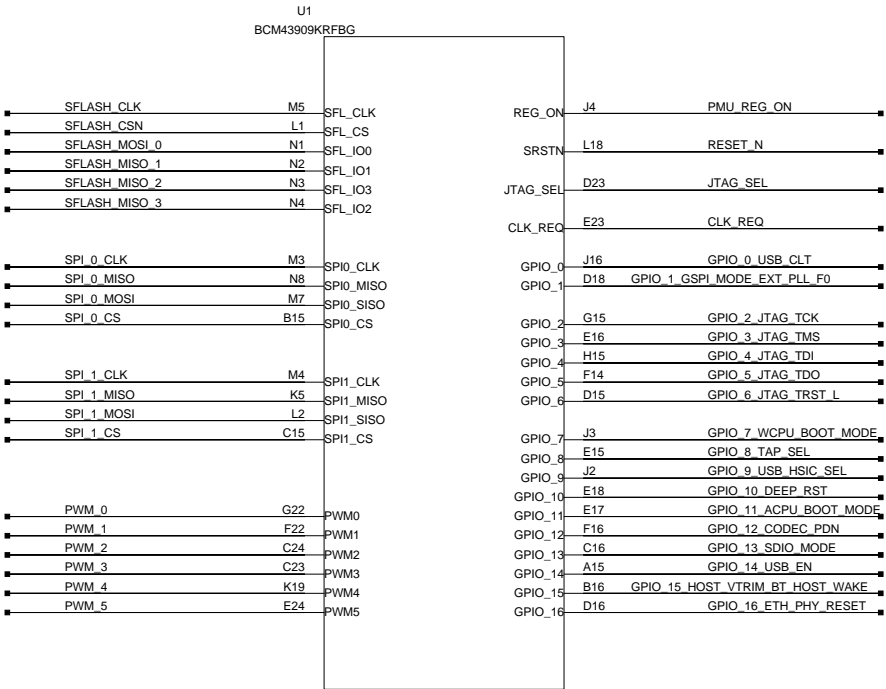 U1
BCM43909KRFBG
SFLASH_CLK M5 SFL_CLK
SFLASH_CSN L1 SFL_CS
SFLASH_MOSI_0 N1 SFL_IO0
SFLASH_MISO_1 N2 SFL_IO1
SFLASH_MISO_2 N3 SFL_IO3
SFLASH_MISO_3 N4 SFL_IO2
SPI_0_CLK M3 SPI0_CLK
SPI_0_MISO N8 SPI0_MISO
SPI_0_MOSI M7 SPI0_SISO
SPI_0_CS B15 SPI0_CS
SPI_1_CLK M4 SPI1_CLK
SPI_1_MISO K5 SPI1_MISO
SPI_1_MOSI L2 SPI1_SISO
SPI_1_CS C15 SPI1_CS
PWM_0 G22 PWM0
PWM_1 F22 PWM1
PWM_2 C24 PWM2
PWM_3 C23 PWM3
PWM_4 K19 PWM4
PWM_5 E24 PWM5
REG_ON J4 PMU_REG_ON
SRSTN L18 RESET_N
JTAG_SEL D23 JTAG_SEL
CLK_REQ E23 CLK_REQ
GPIO_0 J16 GPIO_0_USB_CLT
GPIO_1 D18 GPIO_1_GSPI_MODE_EXT_PLL_F0
GPIO_2 G15 GPIO_2_JTAG_TCK
GPIO_3 E16 GPIO_3_JTAG_TMS
GPIO_4 H15 GPIO_4_JTAG_TDI
GPIO_5 F14 GPIO_5_JTAG_TDO
GPIO_6 D15 GPIO_6_JTAG_TRST_L
GPIO_7 J3 GPIO_7_WCPU_BOOT_MODE
GPIO_8 E15 GPIO_8_TAP_SEL
GPIO_9 J2 GPIO_9_USB_HSIC_SEL
GPIO_10 E18 GPIO_10_DEEP_RST
GPIO_11 E17 GPIO_11_ACPU_BOOT_MODE
GPIO_12 F16 GPIO_12_CODEC_PDN
GPIO_13 C16 GPIO_13_SDIO_MODE
GPIO_14 A15 GPIO_14_USB_EN
GPIO_15 B16 GPIO_15_HOST_VTRIM_BT_HOST_WAKE
GPIO_16 D16 GPIO_16_ETH_PHY_RESET